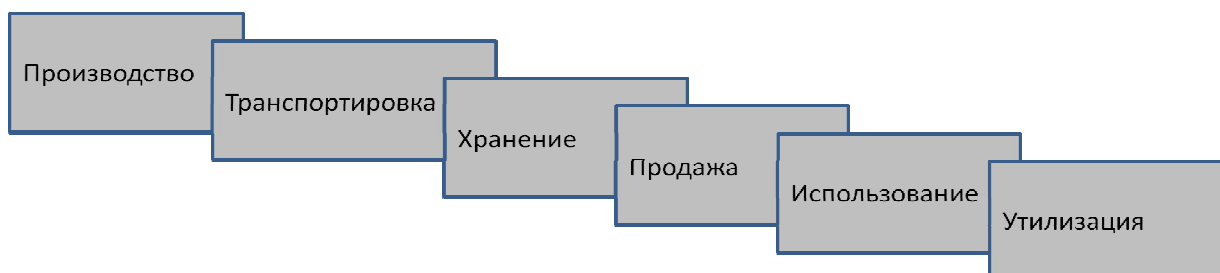 Производство
Транспортировка
Хранение
Продажа
Использование
Утилизация